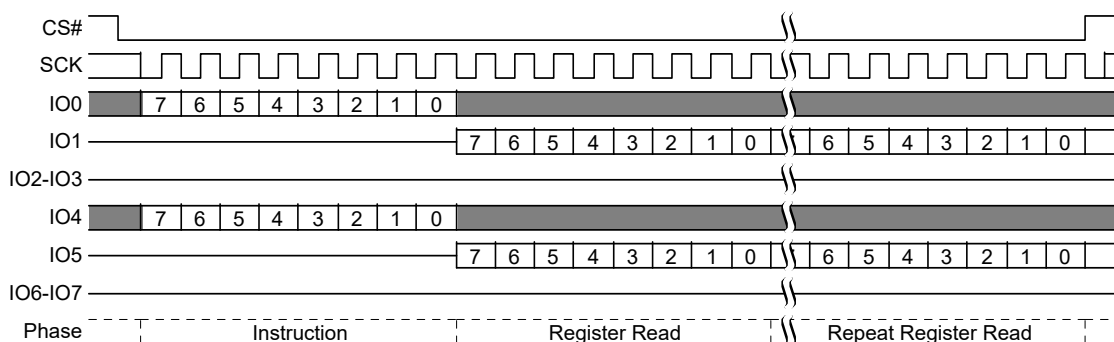 CS#
SCK
IO0 7 6 5 4 3 2 1 0
IO1 7 6 5 4 3 2 1 0 6 5 4 3 2 1 0
IO2-IO3
IO4 7 6 5 4 3 2 1 0
IO5 7 6 5 4 3 2 1 0 6 5 4 3 2 1 0
IO6-IO7
Phase Instruction Register Read Repeat Register Read